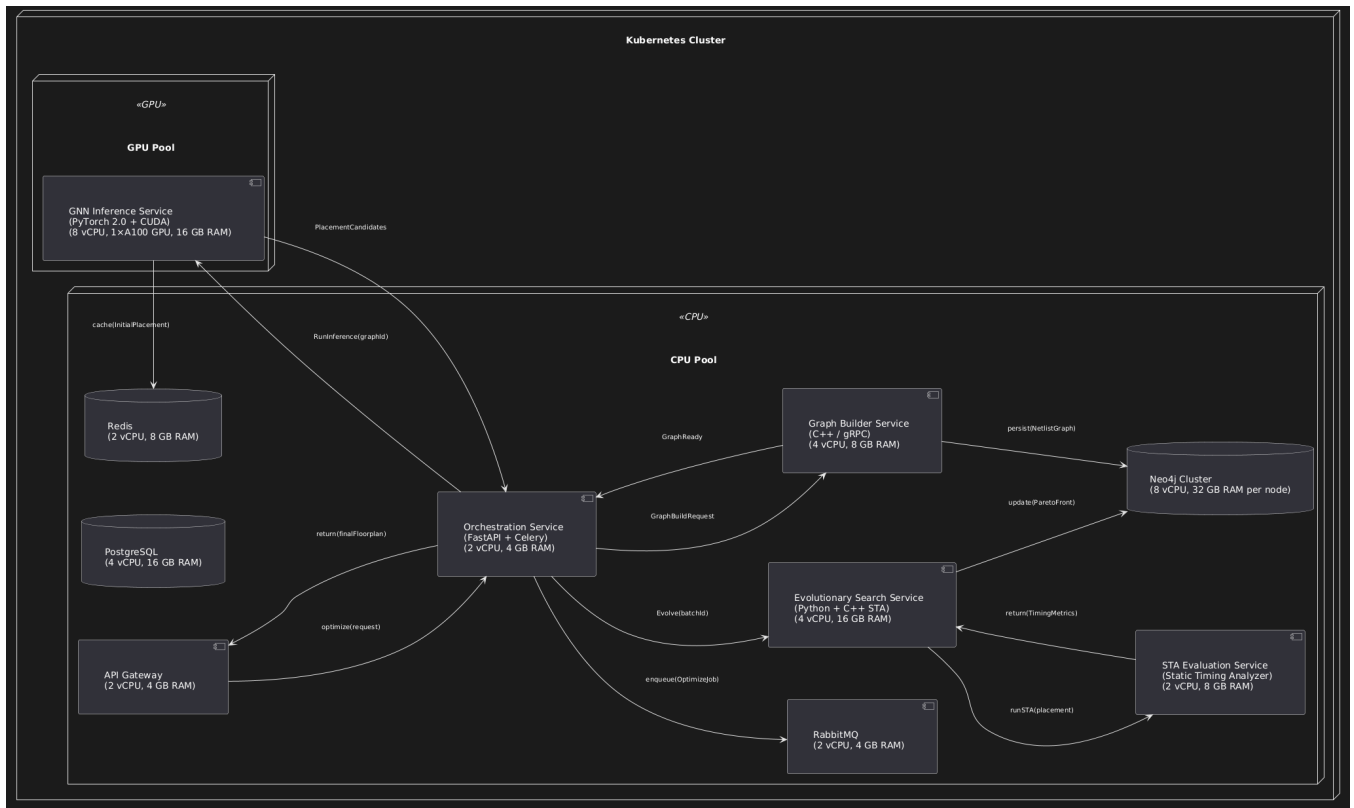 Kubernetes Cluster
«GPU»
GPU Pool
GNN Inference Service
(PyTorch 2.0 + CUDA)
(8 vCPU, 1×A100 GPU, 16 GB RAM)
PlacementCandidates
cache(InitialPlacement)
RunInference(graphId)
«CPU»
CPU Pool
Redis
(2 vCPU, 8 GB RAM)
Graph Builder Service
(C++ / gRPC)
(4 vCPU, 8 GB RAM)
GraphReady
persist(NetlistGraph)
Neo4j Cluster
(8 vCPU, 32 GB RAM per node)
GraphBuildRequest
update(ParetoFront)
Orchestration Service
(FastAPI + Celery)
(2 vCPU, 4 GB RAM)
return(finalFloorplan)
PostgreSQL
(4 vCPU, 16 GB RAM)
Evolutionary Search Service
(Python + C++ STA)
(4 vCPU, 16 GB RAM)
Evolve(batchId)
return(TimingMetrics)
optimize(request)
API Gateway
(2 vCPU, 4 GB RAM)
STA Evaluation Service
(Static Timing Analyzer)
(2 vCPU, 8 GB RAM)
enqueue(OptimizeJob)
runSTA(placement)
RabbitMQ
(2 vCPU, 4 GB RAM)